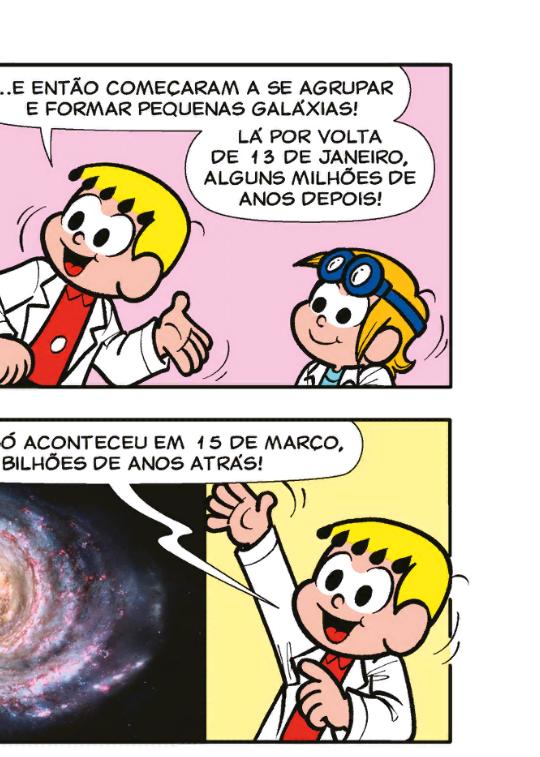 ..E ENTÃO COMEÇARAM A SE AGRUPAR
E FORMAR PEQUENAS GALÁXIAS!
LÁ POR VOLTA
DE 13 DE JANEIRO,
ALGUNS MILHÕES DE
ANOS DEPOIS!
Ó ACONTECEU EM 15 DE MARÇO,
BILHÕES DE ANOS ATRÁS!